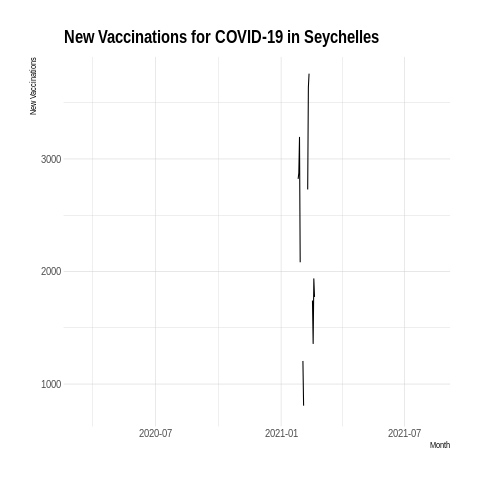 New Vaccinations for COVID-19 in Seychelles
New Vaccinations
3000
2000
1000
2020-07
2021-01
2021-07
Month